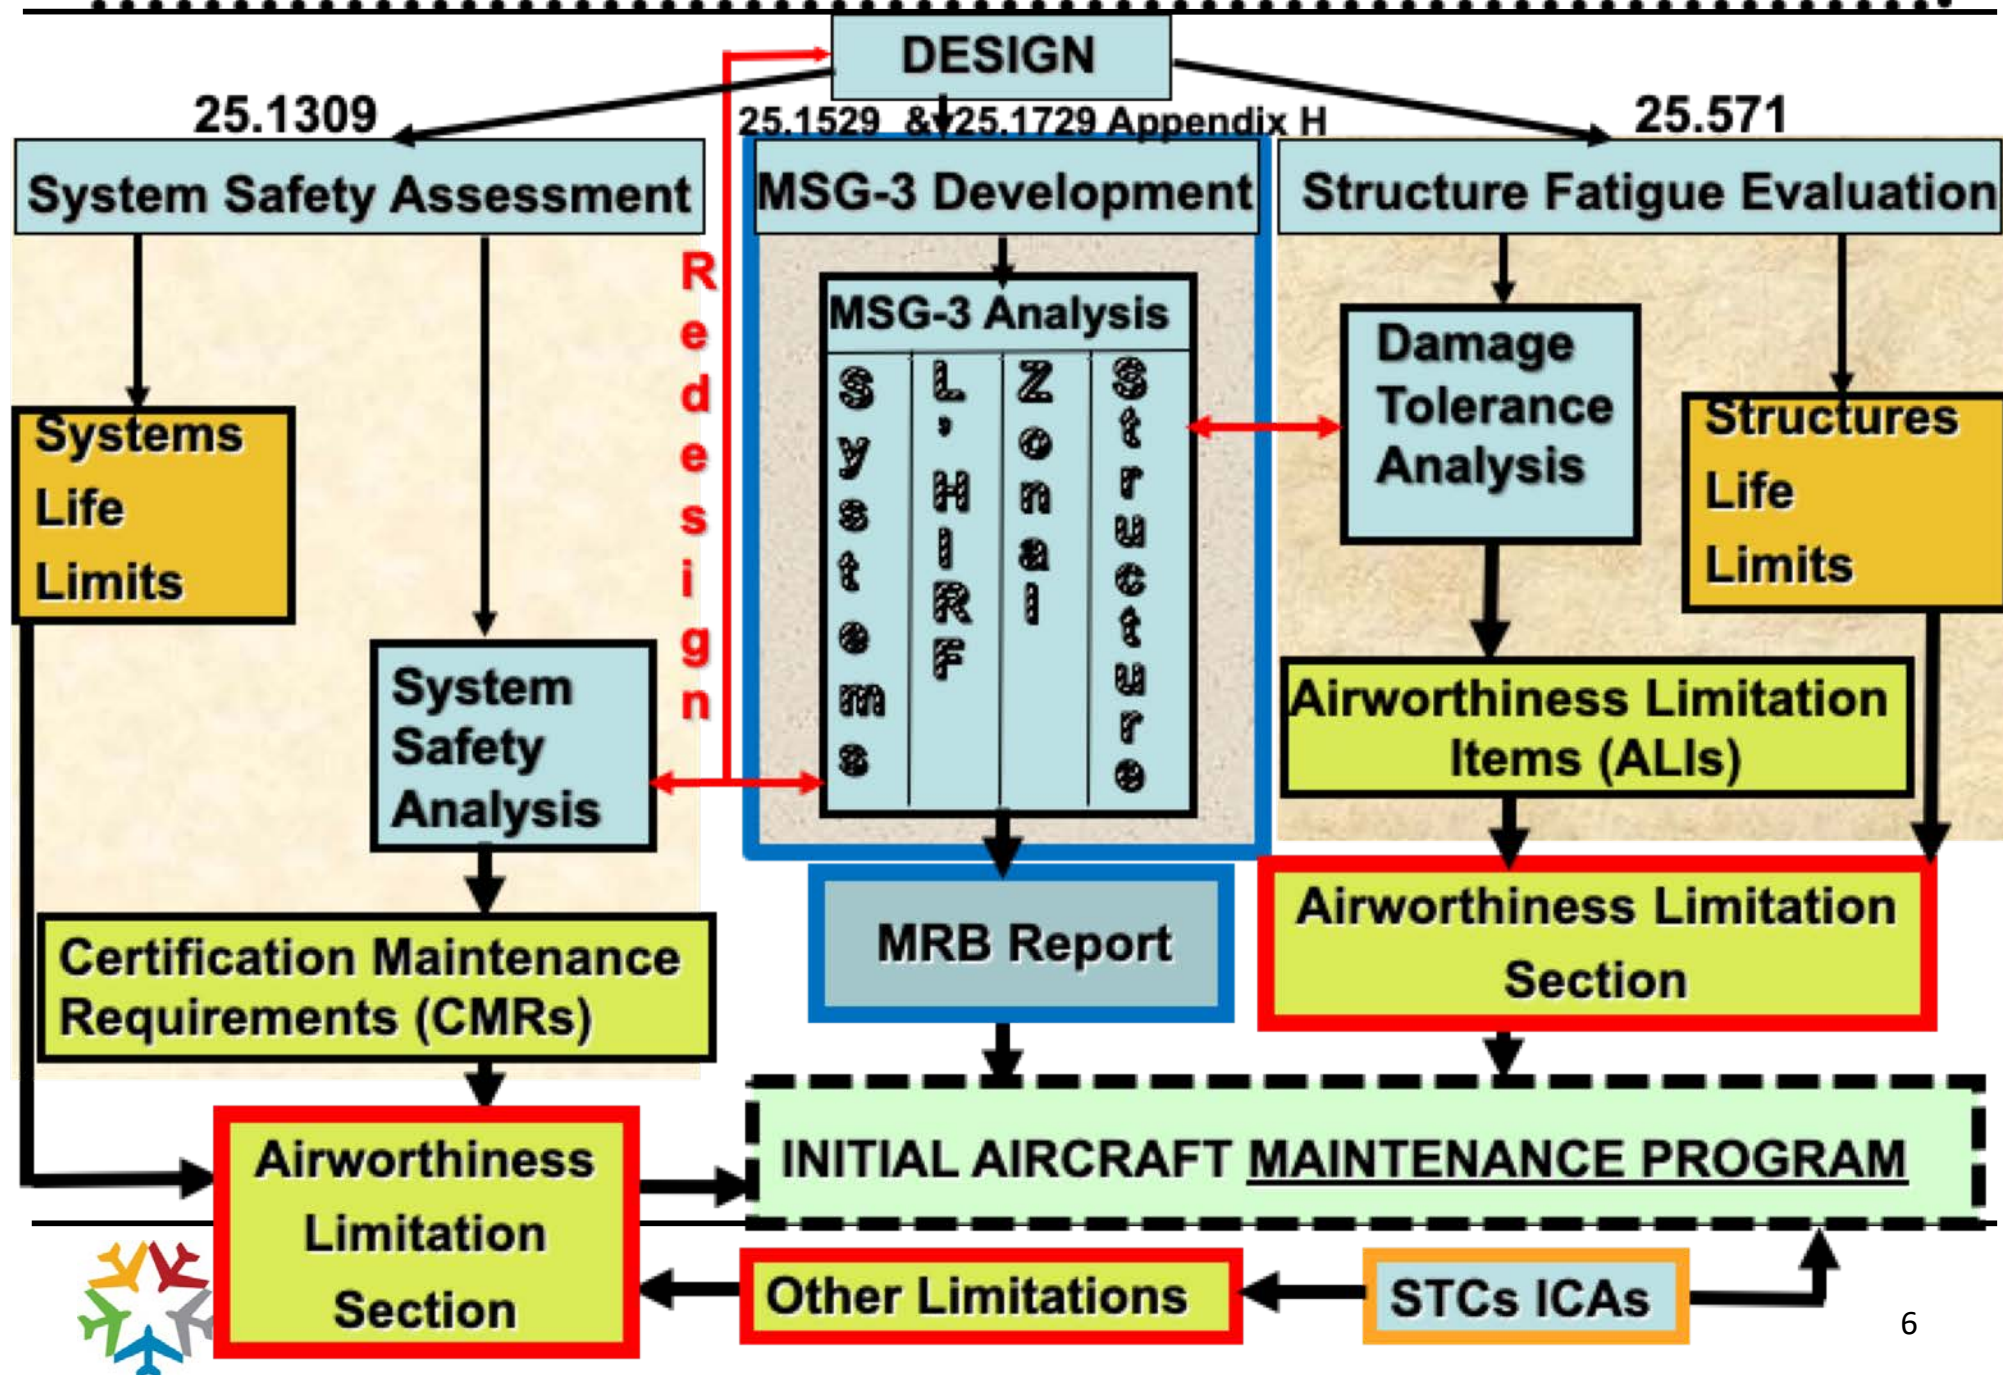 DESIGN
25.1309
25.1529 & 25.1729 Appendix H
25.571
System Safety Assessment
MSG-3 Development
Structure Fatigue Evaluation
Redesign
MSG-3 Analysis
Systems
L, HIRF
Zonal
Structure
Damage
Tolerance
Analysis
Systems
Life
Limits
Structures
Life
Limits
System
Safety
Analysis
Airworthiness Limitation
Items (ALIs)
Certification Maintenance
Requirements (CMRs)
MRB Report
Airworthiness Limitation
Section
Airworthiness
Limitation
Section
INITIAL AIRCRAFT MAINTENANCE PROGRAM
Other Limitations
STCs ICAs
6